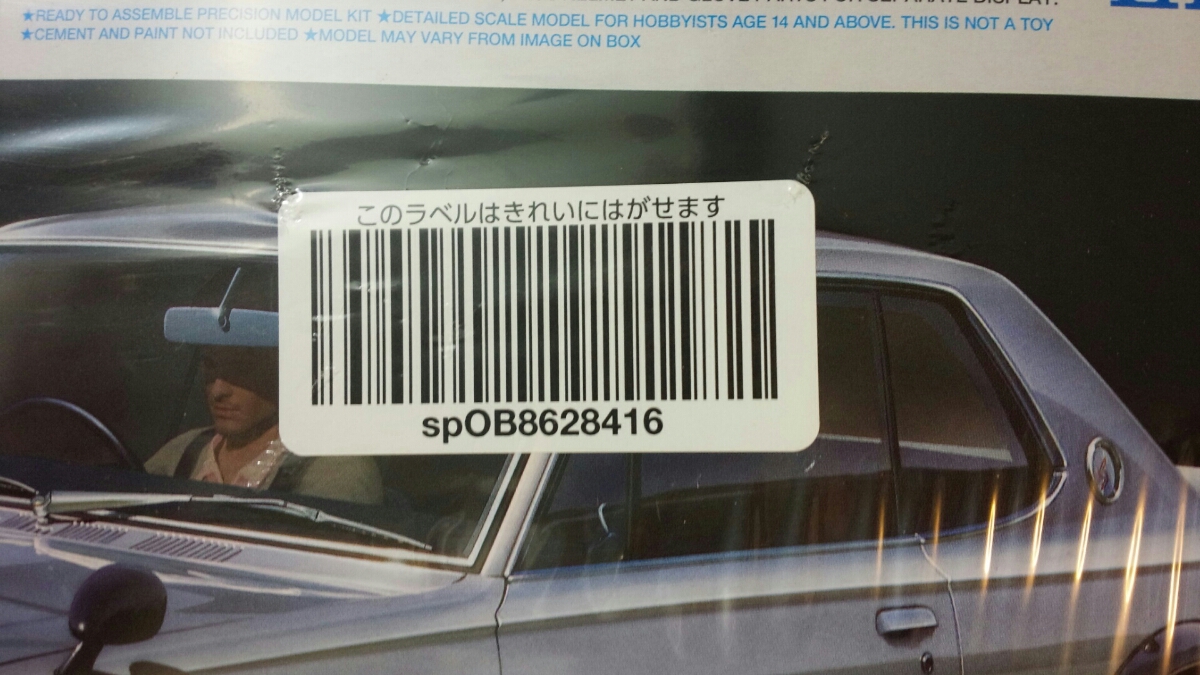 ★READY TO ASSEMBLE PRECISION MODEL KIT ★DETAILED SCALE MODEL FOR HOBBYISTS AGE 14 AND ABOVE. THIS IS NOT A TOY
★CEMENT AND PAINT NOT INCLUDED ★MODEL MAY VARY FROM IMAGE ON BOX
このラベルはきれいにはがせます
spOB8628416